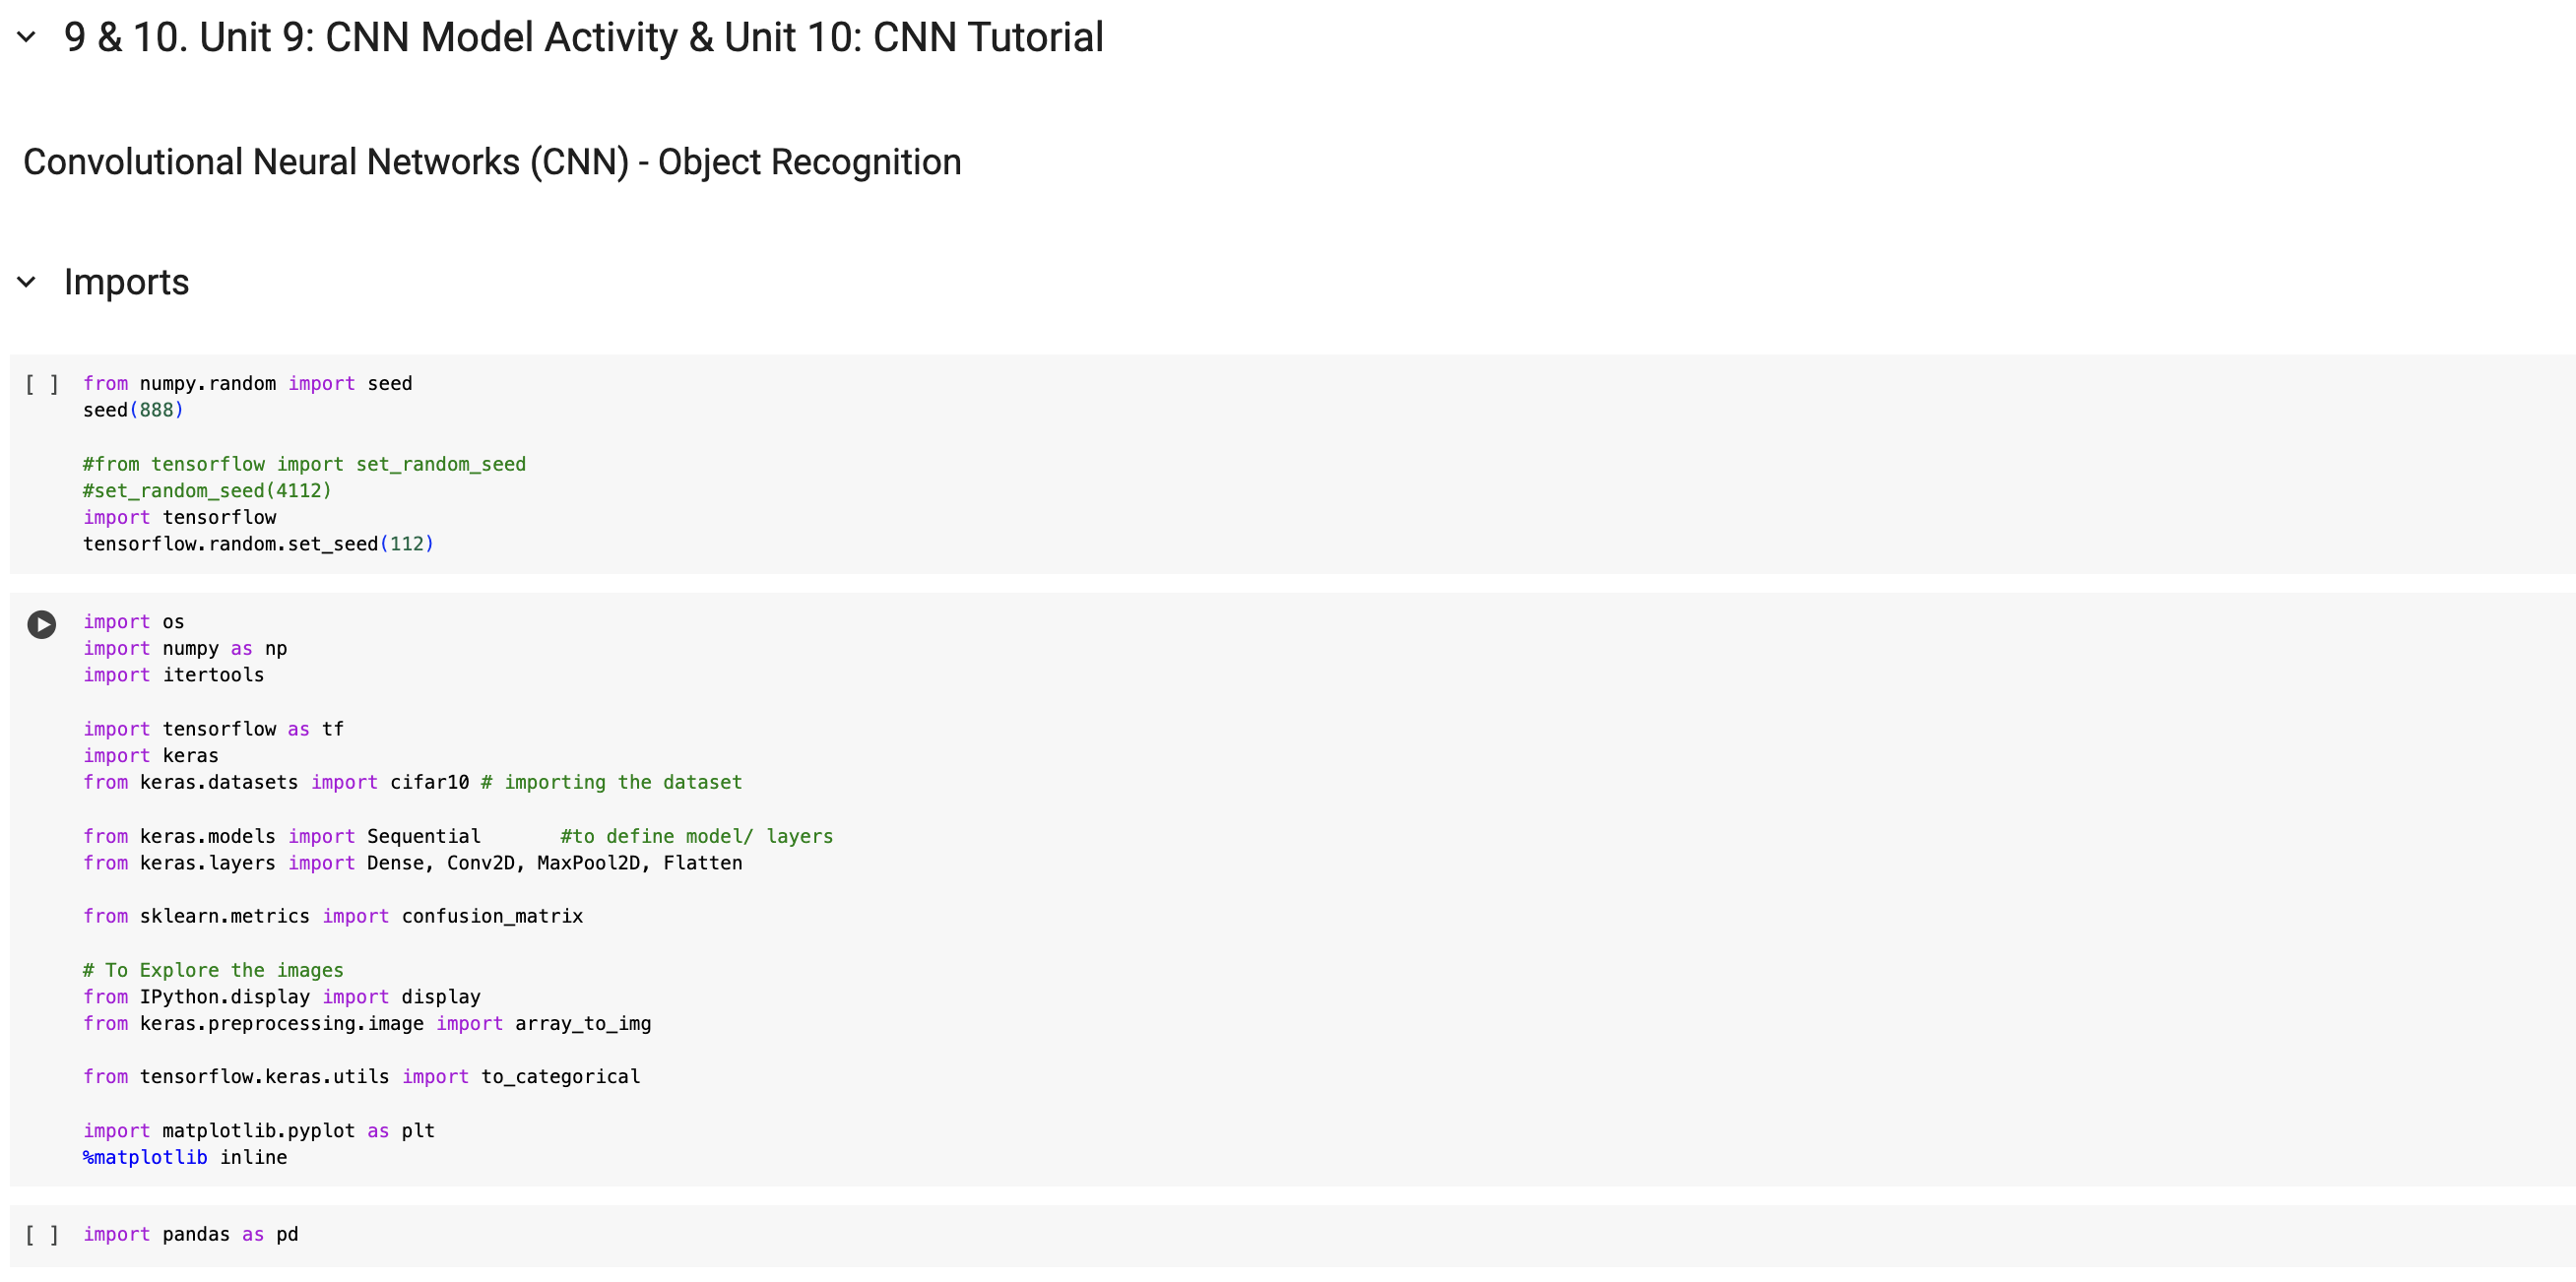 9 & 10. Unit 9: CNN Model Activity & Unit 10: CNN Tutorial
Convolutional Neural Networks (CNN) - Object Recognition
Imports
[ ] from numpy.random import seed
seed(888)
#from tensorflow import set_random_seed
#set_random_seed(4112)
import tensorflow
tensorflow.random.set_seed(112)
import os
import numpy as np
import itertools
import tensorflow as tf
import keras
from keras.datasets import cifar10 # importing the dataset
from keras.models import Sequential       #to define model/ layers
from keras.layers import Dense, Conv2D, MaxPool2D, Flatten
from sklearn.metrics import confusion_matrix
# To Explore the images
from IPython.display import display
from keras.preprocessing.image import array_to_img
from tensorflow.keras.utils import to_categorical
import matplotlib.pyplot as plt
%matplotlib inline
[ ] import pandas as pd